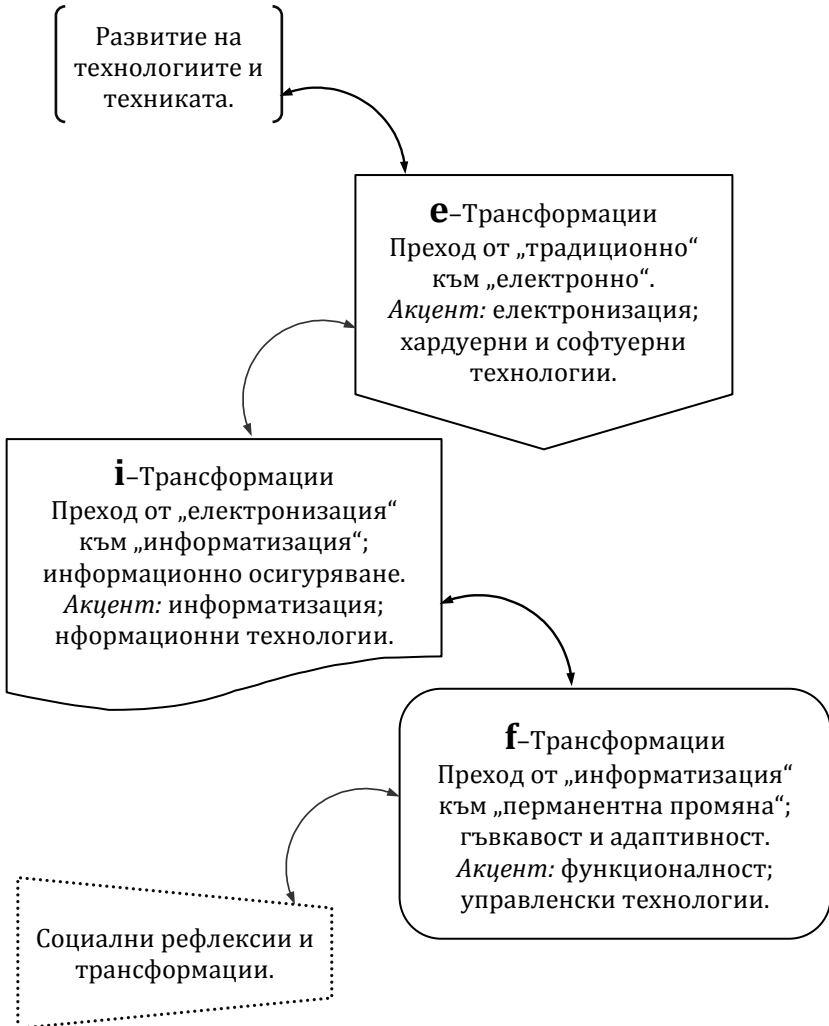 Развитие на
технологиите и
техниката.
e–Трансформации
Преход от „традиционно“
към „електронно“.
Акцент: електронизация;
хардуерни и софтуерни
технологии.
i–Трансформации
Преход от „електронизация“
към „информатизация“;
информационно осигуряване.
Акцент: информатизация;
нформационни технологии.
f–Трансформации
Преход от „информатизация“
към „перманентна промяна“;
гъвкавост и адаптивност.
Акцент: функционалност;
управленски технологии.
Социални рефлексии и
трансформации.